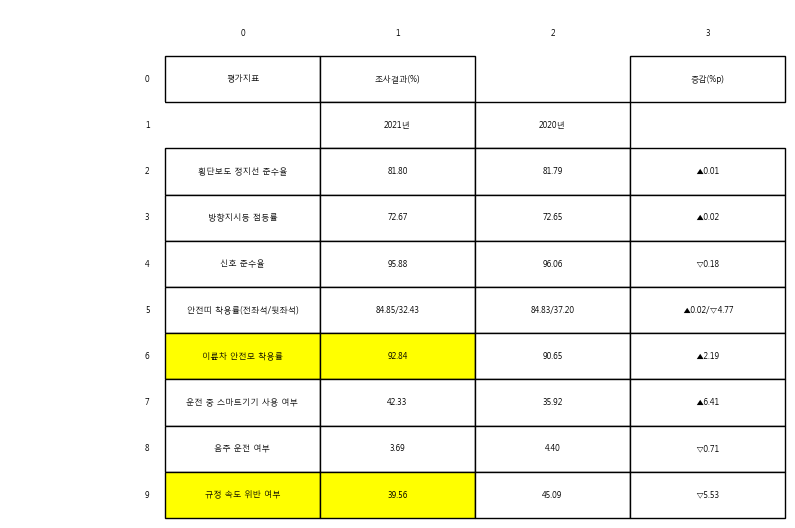 0 1 2 3
0 평가지표 조사결과(%) 증감(%p)
1 2021년 2020년
2 횡단보도 정지선 준수율 81.80 81.79 ▲0.01
3 방향지시등 점등률 72.67 72.65 ▲0.02
4 신호 준수율 95.88 96.06 ▽0.18
5 안전띠 착용률(전좌석/뒷좌석) 84.85/32.43 84.83/37.20 ▲0.02/▽4.77
6 이륜차 안전모 착용률 92.84 90.65 ▲2.19
7 운전 중 스마트기기 사용 여부 42.33 35.92 ▲6.41
8 음주 운전 여부 3.69 4.40 ▽0.71
9 규정 속도 위반 여부 39.56 45.09 ▽5.53